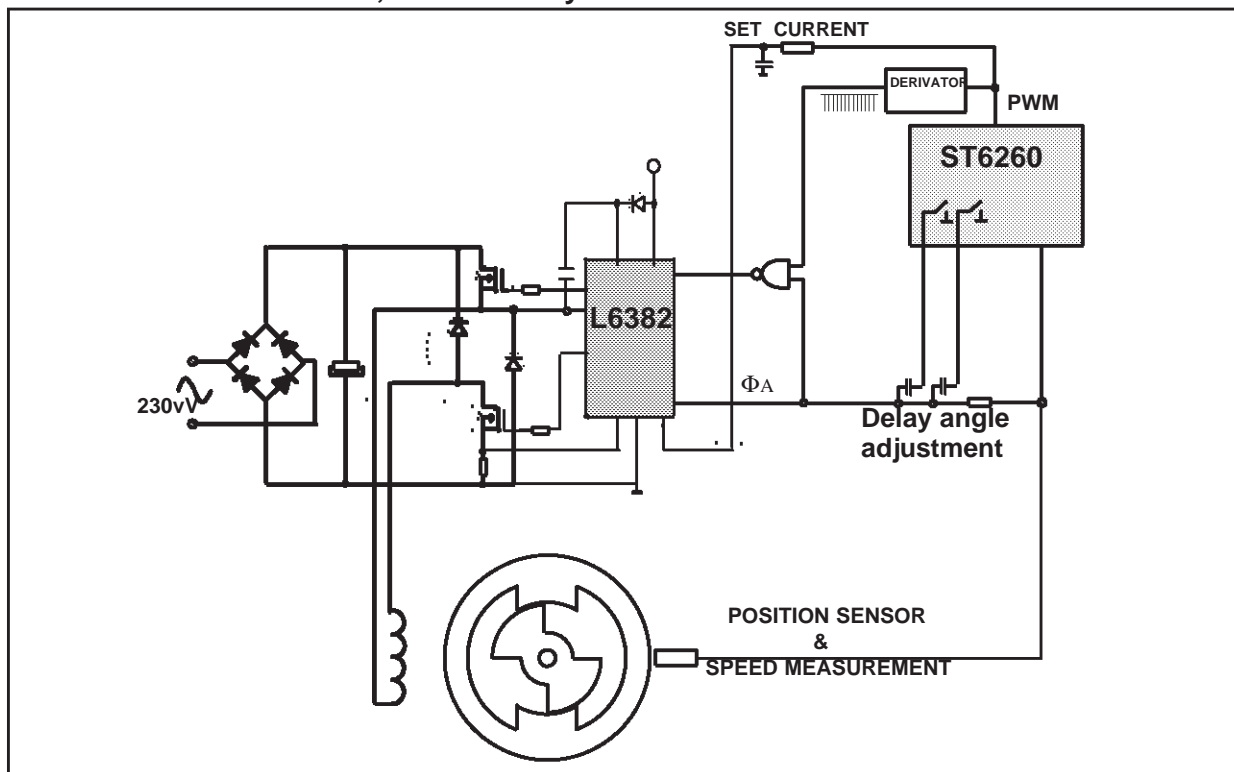 SET CURRENT
DERIVATOR
PWM
ST6260
L6382
230vV
ΦA
Delay angle
adjustment
POSITION SENSOR
&
SPEED MEASUREMENT